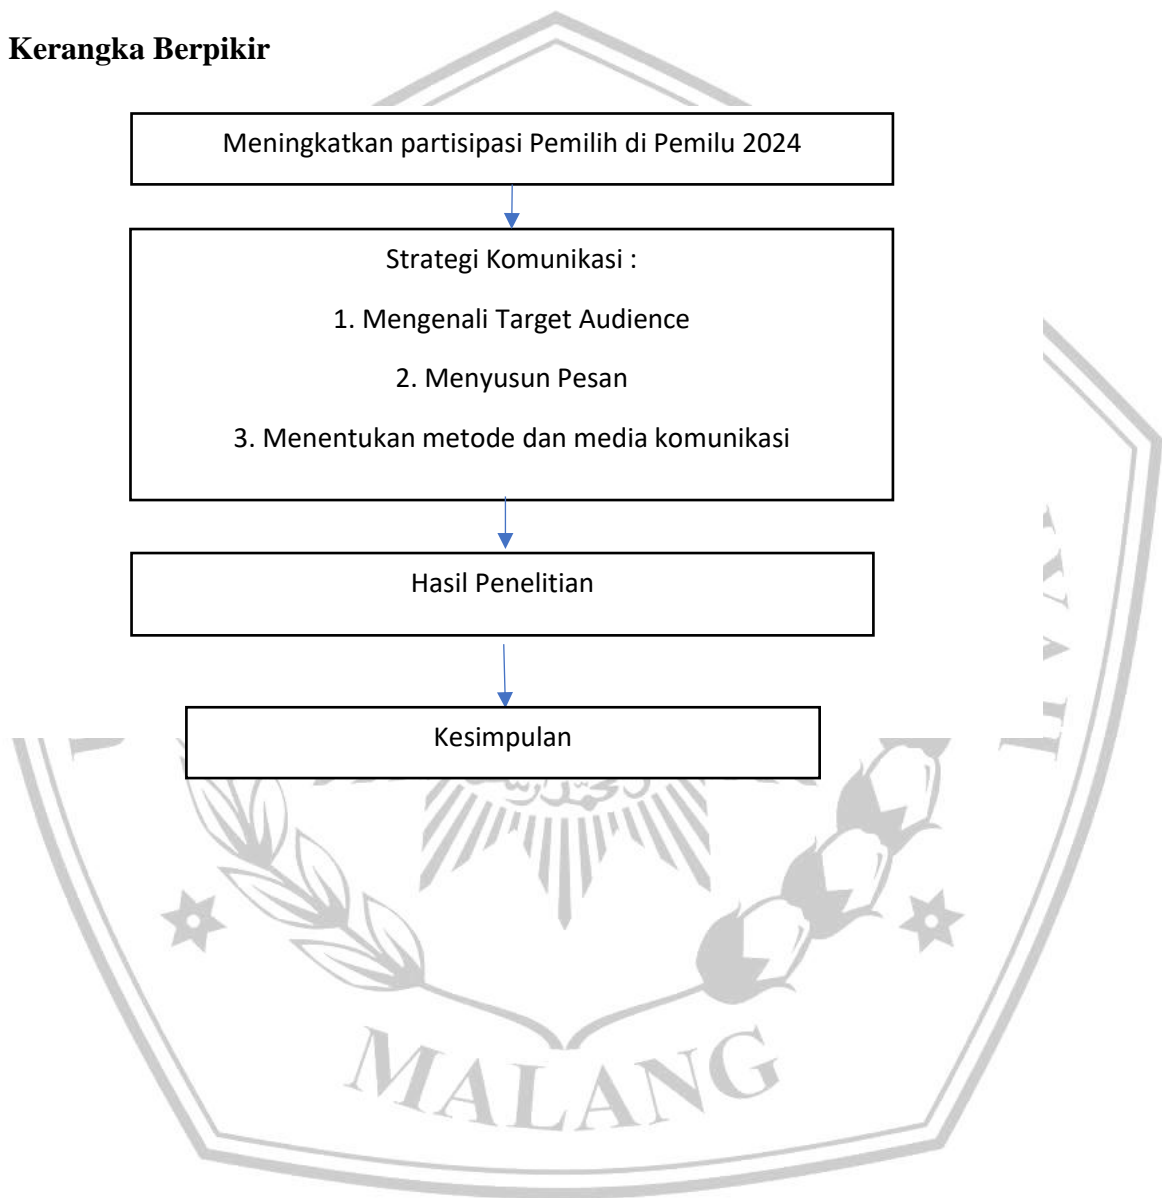 Kerangka Berpikir
Meningkatkan partisipasi Pemilih di Pemilu 2024
Strategi Komunikasi :
1. Mengenali Target Audience
2. Menyusun Pesan
3. Menentukan metode dan media komunikasi
Hasil Penelitian
Kesimpulan
MALANG